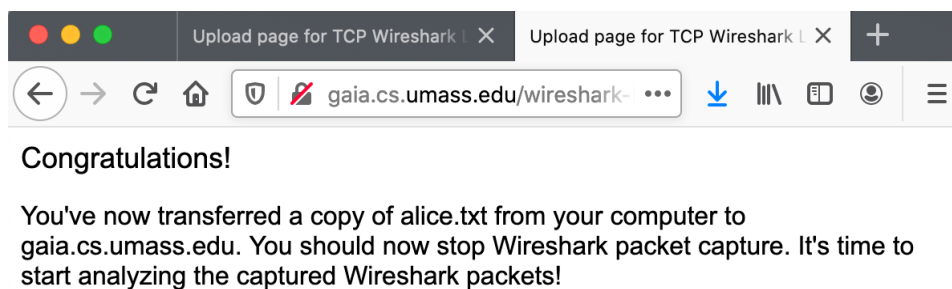 Upload page for TCP Wireshark L
Upload page for TCP Wireshark L
gaia.cs.umass.edu/wireshark-
Congratulations!
You've now transferred a copy of alice.txt from your computer to
gaia.cs.umass.edu. You should now stop Wireshark packet capture. It's time to
start analyzing the captured Wireshark packets!